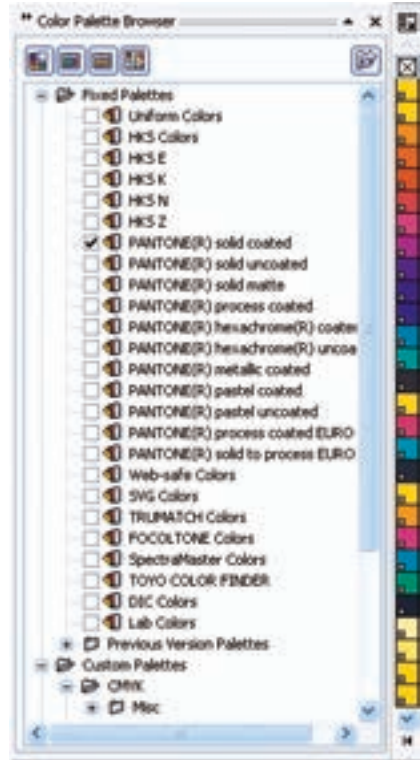 Color Palette Browser
Fixed Palettes
Uniform Colors
HKS Colors
HKS E
HKS K
HKS N
HKS Z
PANTONE(R) solid coated
PANTONE(R) solid uncoated
PANTONE(R) solid matte
PANTONE(R) process coated
PANTONE(R) hexachrome(R) coated
PANTONE(R) hexachrome(R) uncoa
PANTONE(R) metallic coated
PANTONE(R) pastel coated
PANTONE(R) pastel uncoated
PANTONE(R) process coated EURO
PANTONE(R) solid to process EURO
Web-safe Colors
SVG Colors
TRUMATCH Colors
FOCOLTONE Colors
SpectraMaster Colors
TOYO COLOR FINDER
DIC Colors
Lab Colors
Previous Version Palettes
Custom Palettes
CMYK
Misc